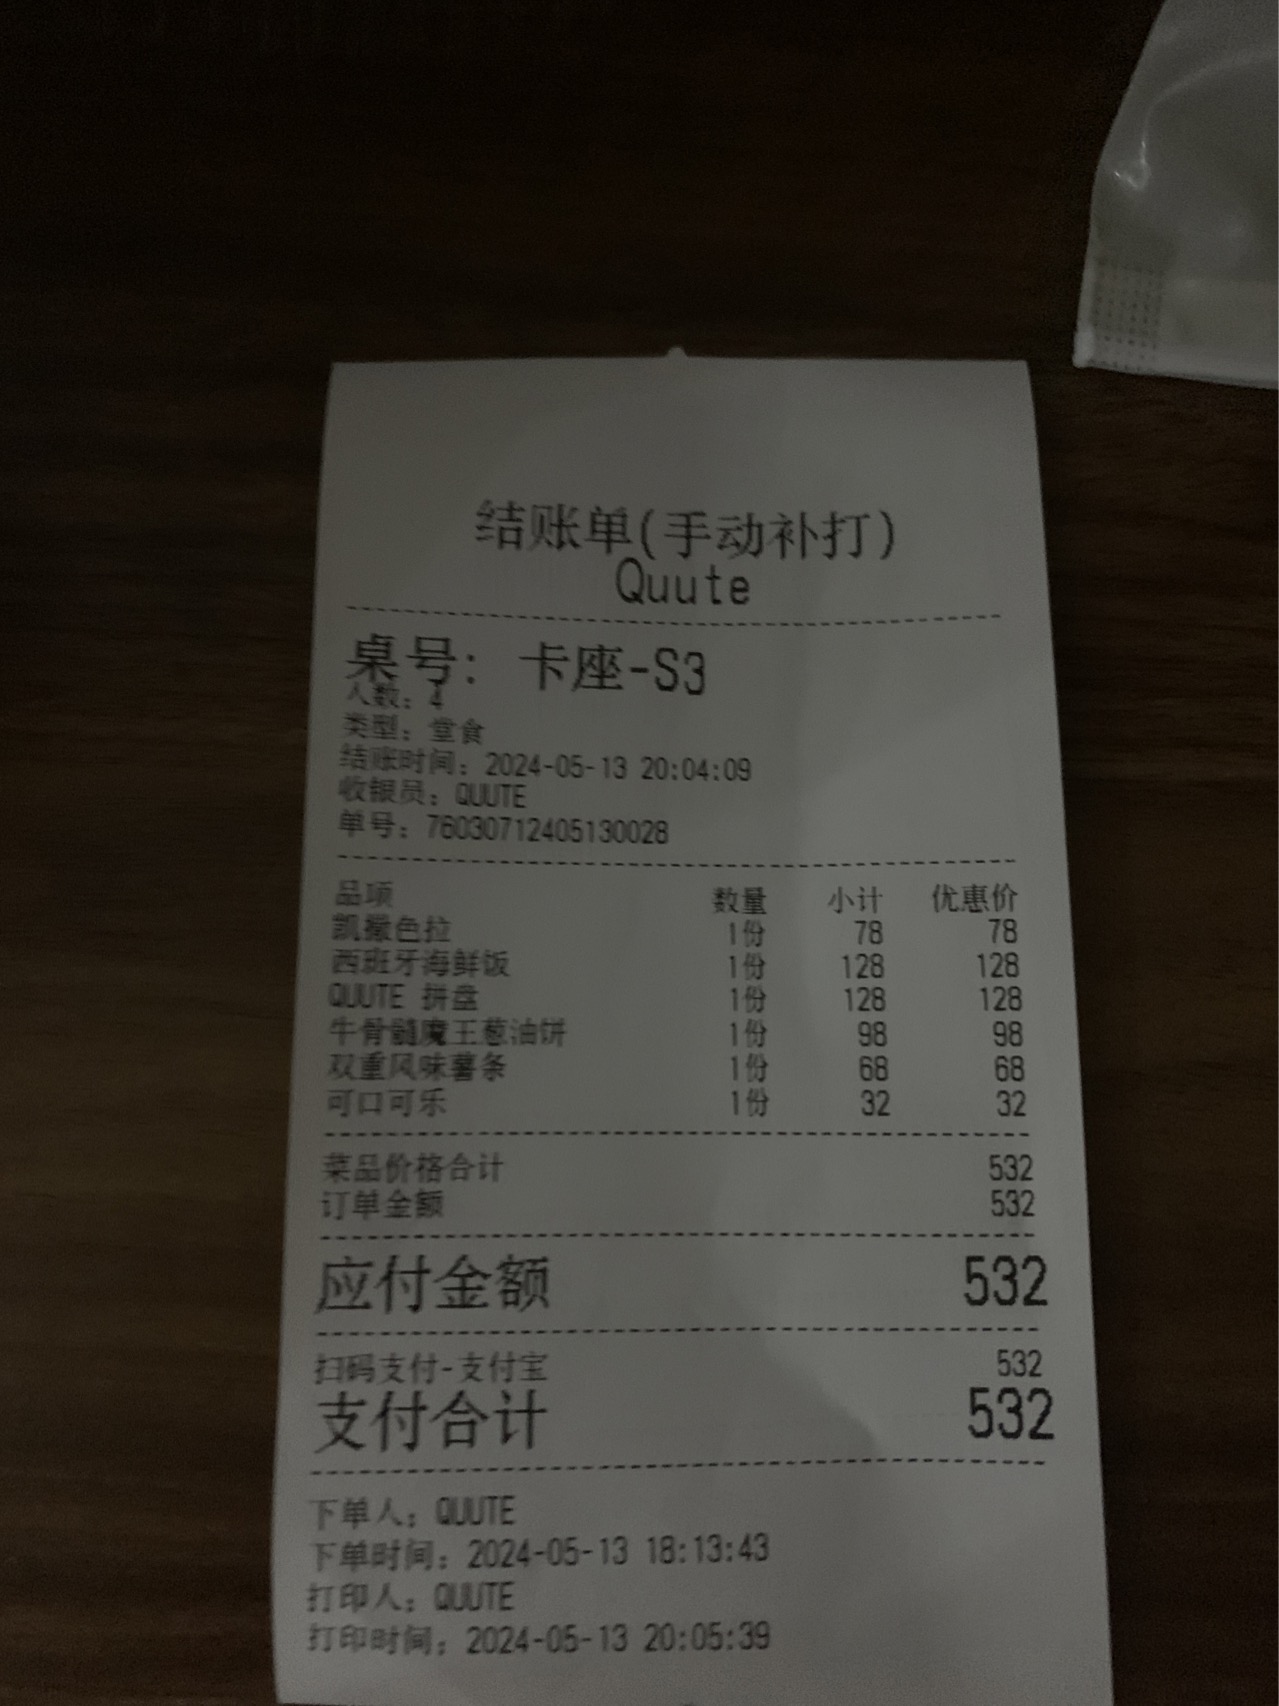 结账单(手动补打)
Quute
桌号: 卡座-S3
人数: 4
类型: 堂食
结账时间: 2024-05-13 20:04:09
收银员: QUUTE
单号: 76030712405130028
品项 数量 小计 优惠价
凯撒色拉 1份 78 78
西班牙海鲜饭 1份 128 128
QUUTE 拼盘 1份 128 128
牛骨髓魔王葱油饼 1份 98 98
双重风味薯条 1份 68 68
可口可乐 1份 32 32
菜品价格合计 532
订单金额 532
应付金额 532
扫码支付-支付宝 532
支付合计 532
下单人: QUUTE
下单时间: 2024-05-13 18:13:43
打印人: QUUTE
打印时间: 2024-05-13 20:05:39